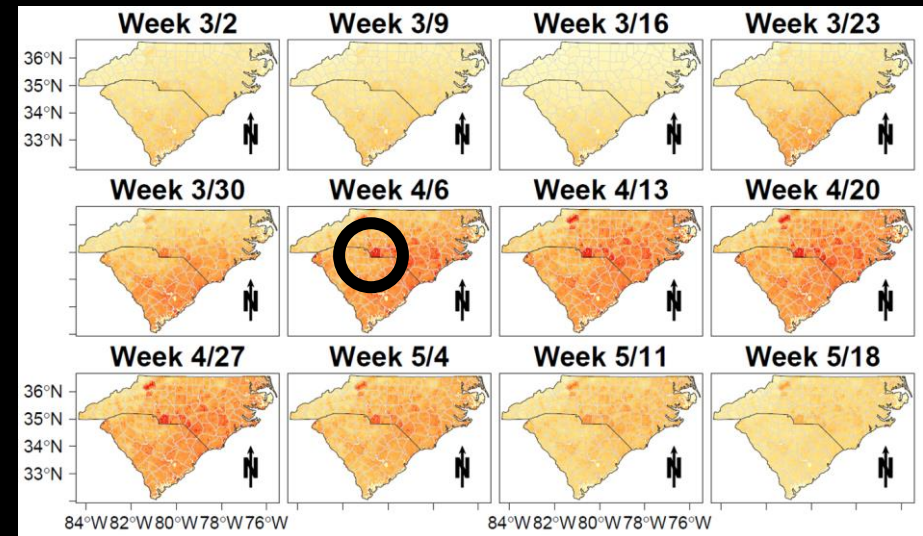 Week 3/2 Week 3/9 Week 3/16 Week 3/23
36°N
35°N
34°N
33°N
N N N N
Week 3/30 Week 4/6 Week 4/13 Week 4/20
N N N N
Week 4/27 Week 5/4 Week 5/11 Week 5/18
36°N
35°N
34°N
33°N
N N N N
84°W 82°W 80°W 78°W 76°W 84°W 82°W 80°W 78°W 76°W